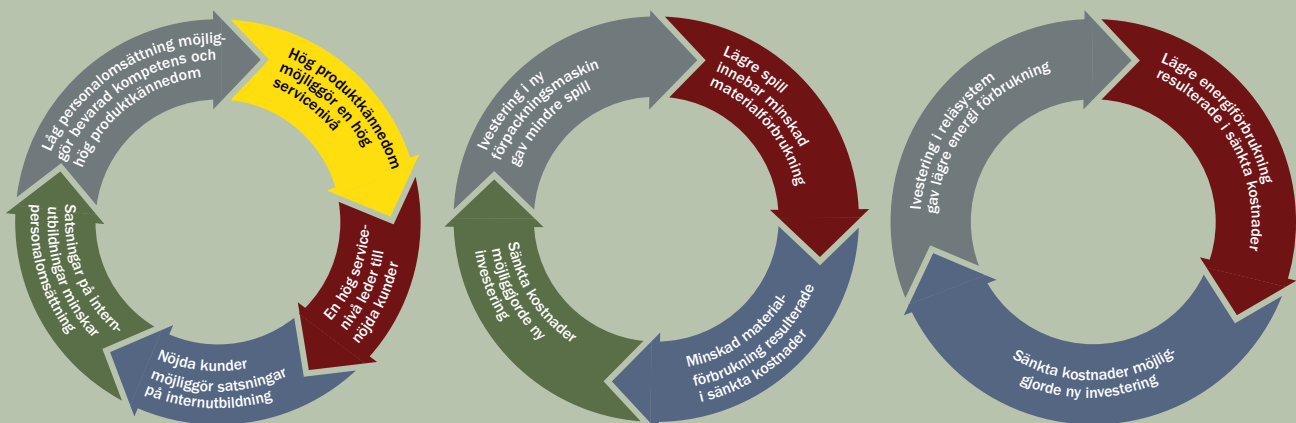 Låg personalomsättning möjlig-
gör bevarad kompetens och
hög produktkännedom
Hög produktkännedom
möjliggör en hög
servicenivå
En hög service-
nivå leder till
nöjda kunder
Nöjda kunder
möjliggör satsningar
på internutbildning
Satsningar på intern-
utbildningar minskar
personalomsättning
Ivestering i ny
förpackningsmaskin
gav mindre spill
Lägre spill
innebar minskad
materialförbrukning
Minskad material-
förbrukning resulterade
i sänkta kostnader
Sänkta kostnader
möjliggjorde ny
investering
Ivestering i reläsystem
gav lägre energi förbrukning
Lägre energiförbrukning
resulterade i sänkta kostnader
Sänkta kostnader möjlig-
gjorde ny investering